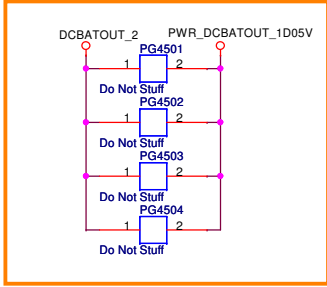 DCBATOUT_2 PWR_DCBATOUT_1D05V
PG4501
1 2
Do Not Stuff
PG4502
1 2
Do Not Stuff
PG4503
1 2
Do Not Stuff
PG4504
1 2
Do Not Stuff